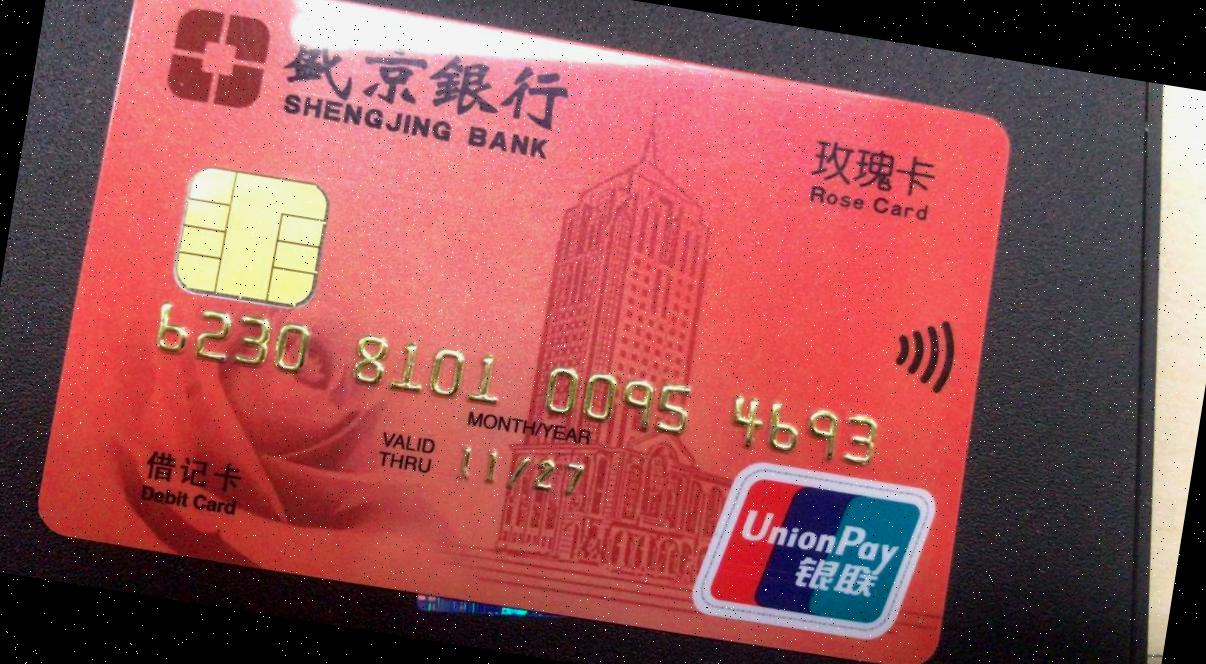 盛京銀行
SHENGJING BANK
玫瑰卡
Rose Card
6230 8101 0095 4693
MONTH/YEAR
VALID
THRU
11/27
借记卡
Debit Card
UnionPay
银联